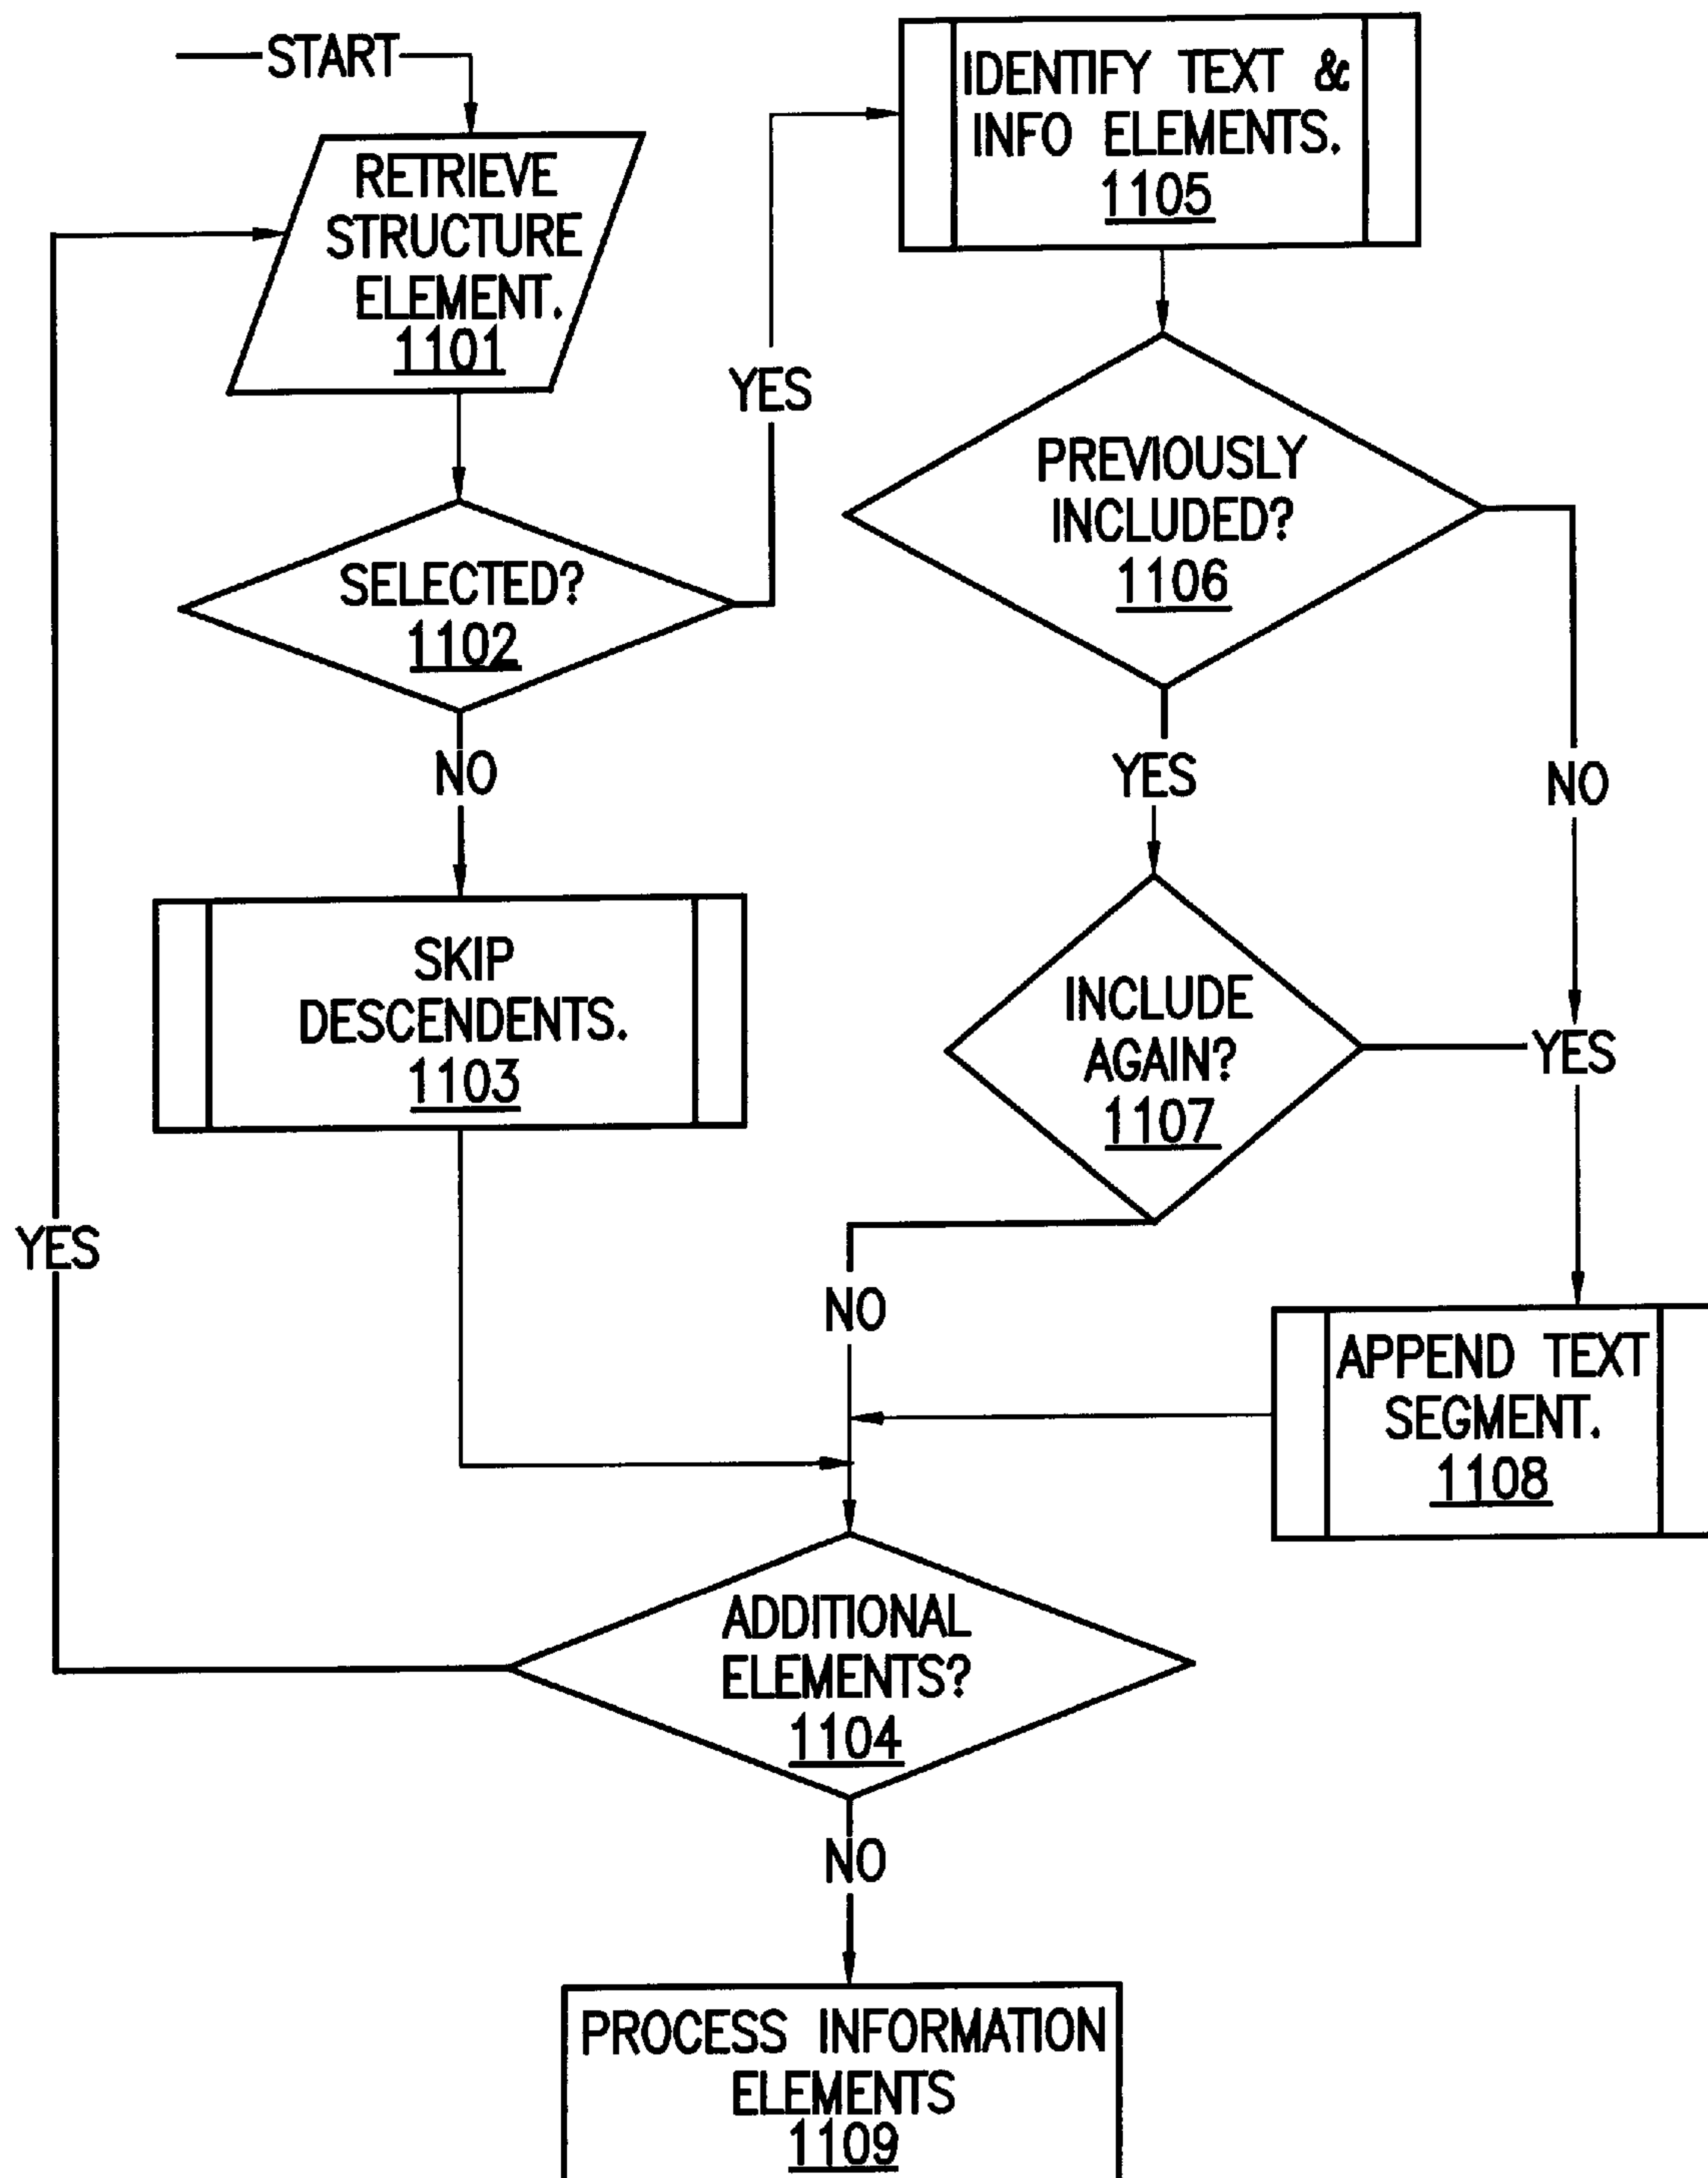 START
RETRIEVE
STRUCTURE
ELEMENT.
1101
SELECTED?
1102
YES
NO
SKIP
DESCENDENTS.
1103
IDENTIFY TEXT &
INFO ELEMENTS.
1105
PREVIOUSLY
INCLUDED?
1106
YES
NO
INCLUDE
AGAIN?
1107
YES
NO
APPEND TEXT
SEGMENT.
1108
ADDITIONAL
ELEMENTS?
1104
YES
NO
PROCESS INFORMATION
ELEMENTS
1109